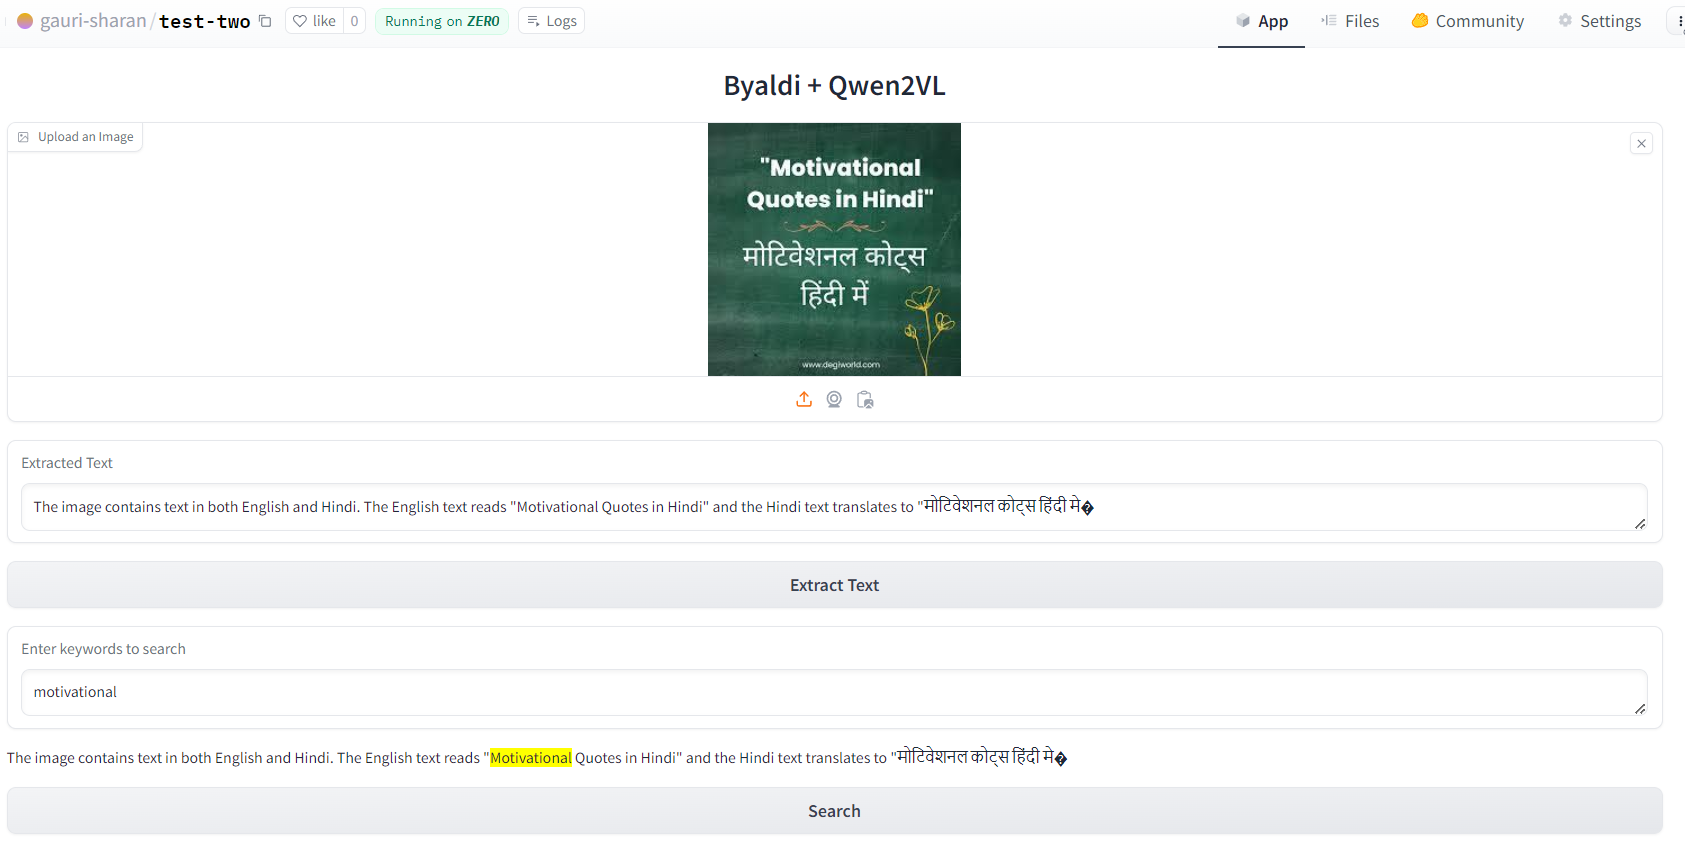 gauri-sharan/test-two like 0 Running on ZERO Logs App Files Community Settings
Byaldi + Qwen2VL
Upload an Image
"Motivational
Quotes in Hindi"
मोटिवेशनल कोट्स
हिंदी में
www.degiworld.com
Extracted Text
The image contains text in both English and Hindi. The English text reads "Motivational Quotes in Hindi" and the Hindi text translates to "मोटिवेशनल कोट्स हिंदी मे�
Extract Text
Enter keywords to search
motivational
The image contains text in both English and Hindi. The English text reads "Motivational Quotes in Hindi" and the Hindi text translates to "मोटिवेशनल कोट्स हिंदी मे�
Search